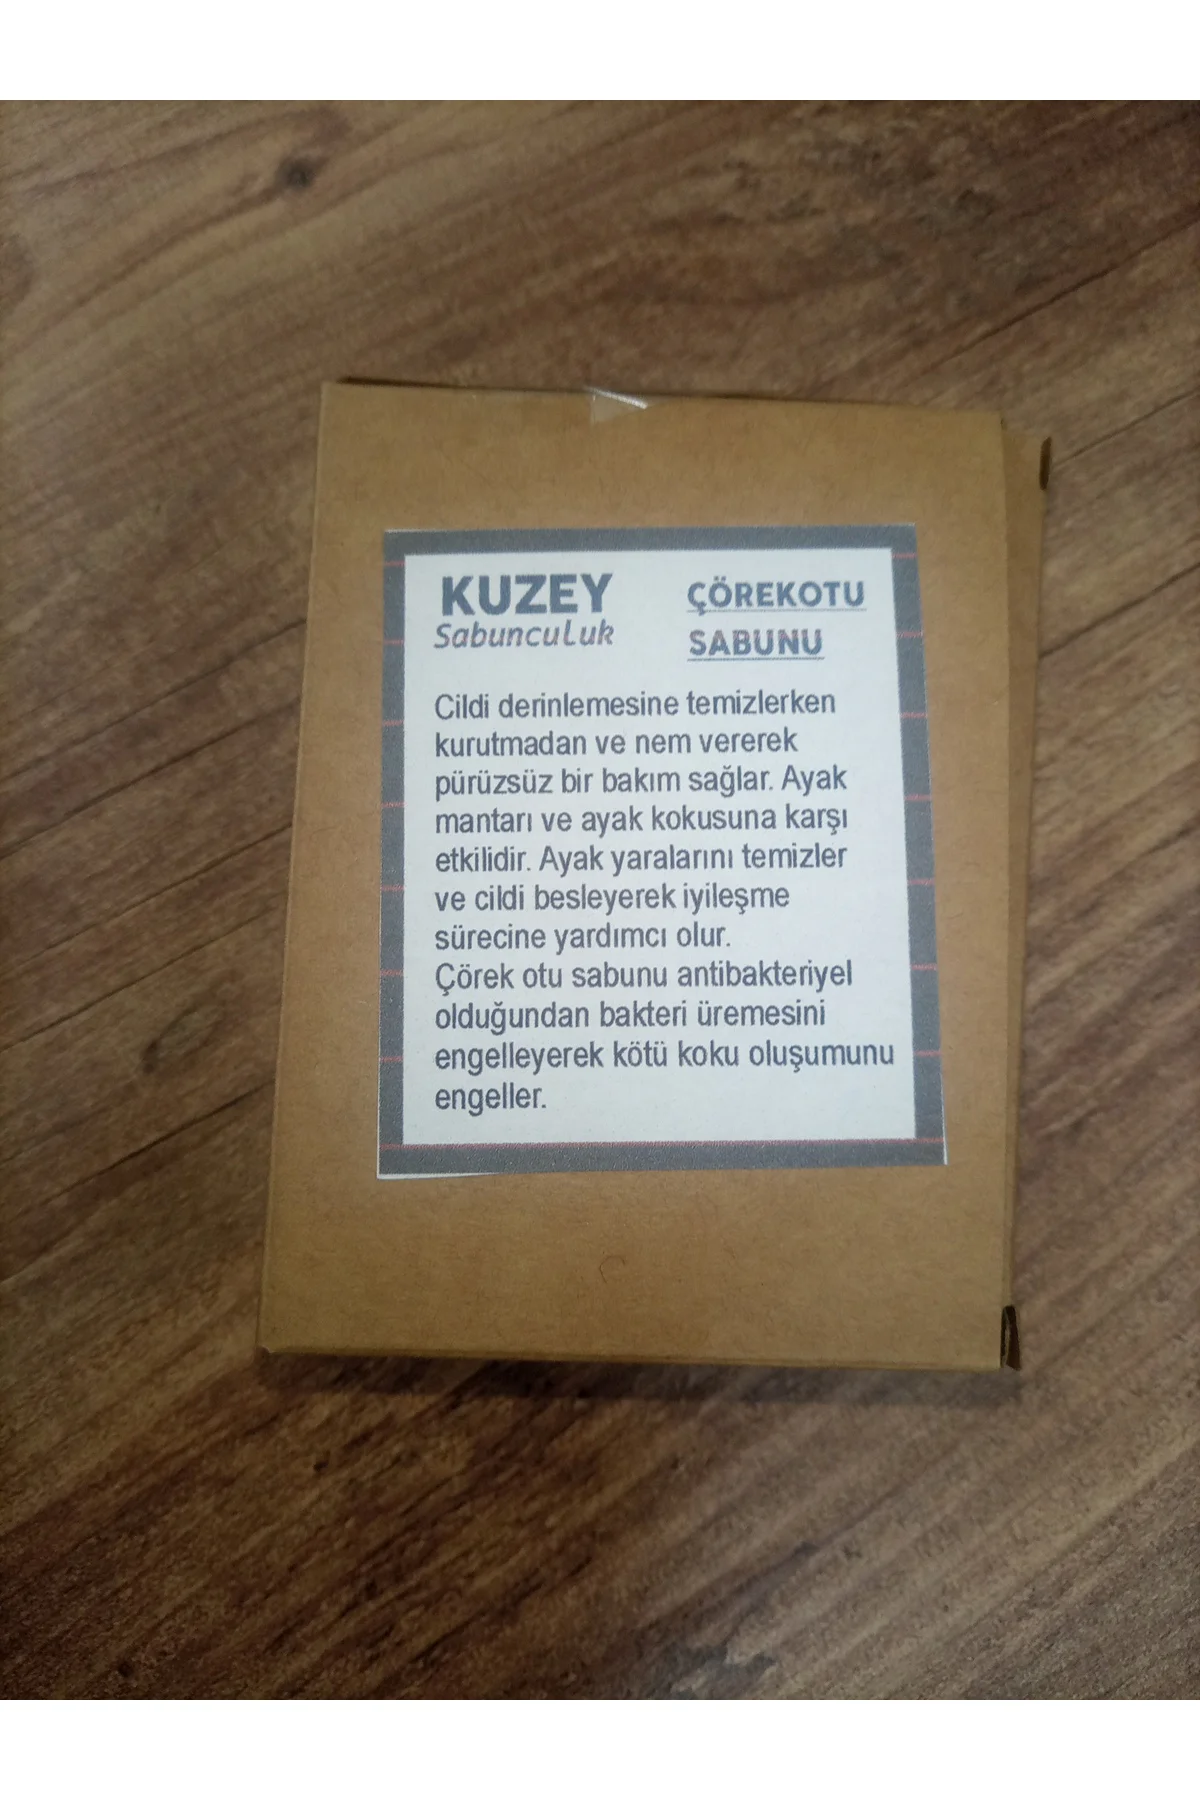 KUZEY
Sabunculuk
ÇÖREKOTU
SABUNU
Cildi derinlemesine temizlerken
kurutmadan ve nem vererek
pürüzsüz bir bakım sağlar. Ayak
mantarı ve ayak kokusuna karşı
etkilidir. Ayak yaralarını temizler
ve cildi besleyerek iyileşme
sürecine yardımcı olur.
Çörek otu sabunu antibakteriyel
olduğundan bakteri üremesini
engelleyerek kötü koku oluşumunu
engeller.